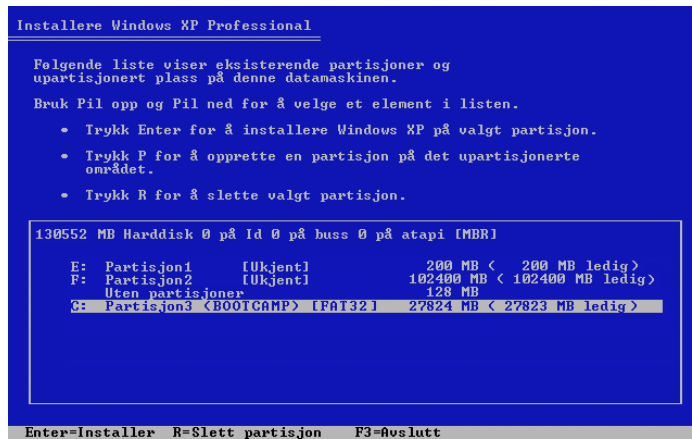 Installere Windows XP Professional
Følgende liste viser eksisterende partisjoner og
upartisjonert plass på denne datamaskinen.
Bruk Pil opp og Pil ned for å velge et element i listen.
• Trykk Enter for å installere Windows XP på valgt partisjon.
• Trykk P for å opprette en partisjon på det upartisjonerte
området.
• Trykk R for å slette valgt partisjon.
130552 MB Harddisk 0 på Id 0 på buss 0 på atapi [MBR]
E: Partisjon1 [Ukjent] 200 MB ( 200 MB ledig)
F: Partisjon2 [Ukjent] 102400 MB ( 102400 MB ledig)
Uten partisjoner 128 MB
C: Partisjon3 (BOOTCAMP) [FAT32] 27824 MB ( 27823 MB ledig)
Enter=Installer R=Slett partisjon F3=Avslutt